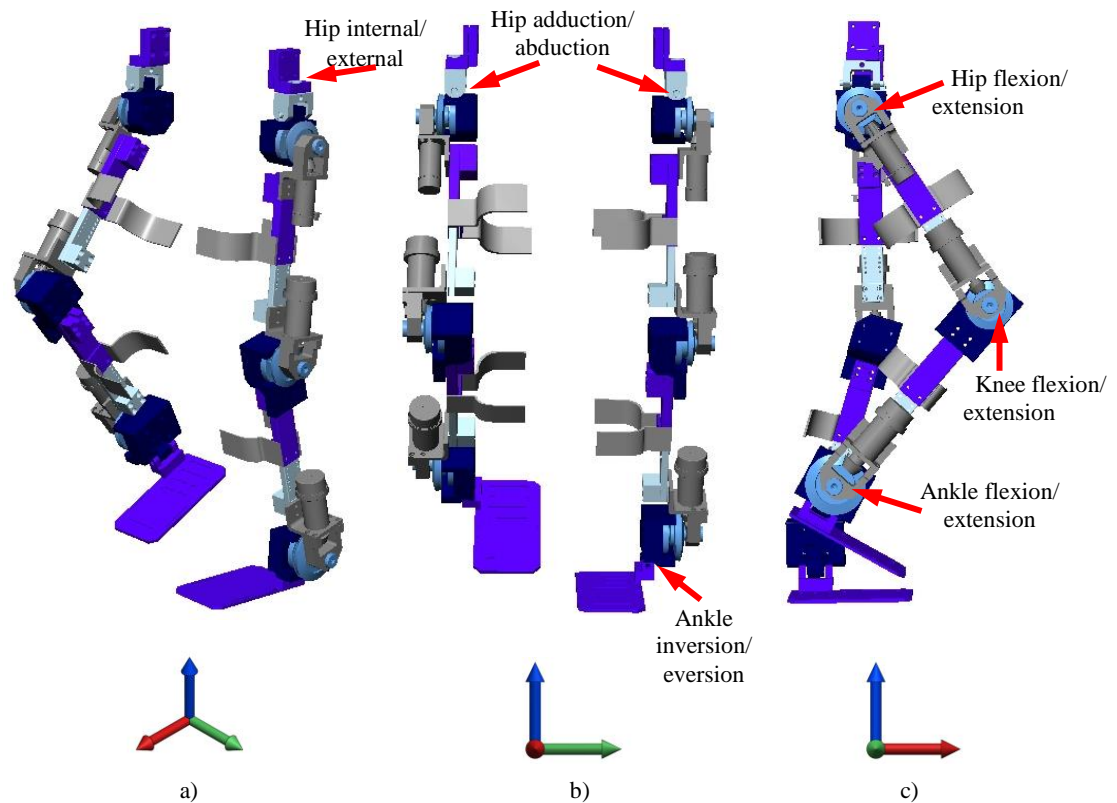 Hip internal/
external
Hip adduction/
abduction
Hip flexion/
extension
Knee flexion/
extension
Ankle flexion/
extension
Ankle
inversion/
eversion
a)
b)
c)